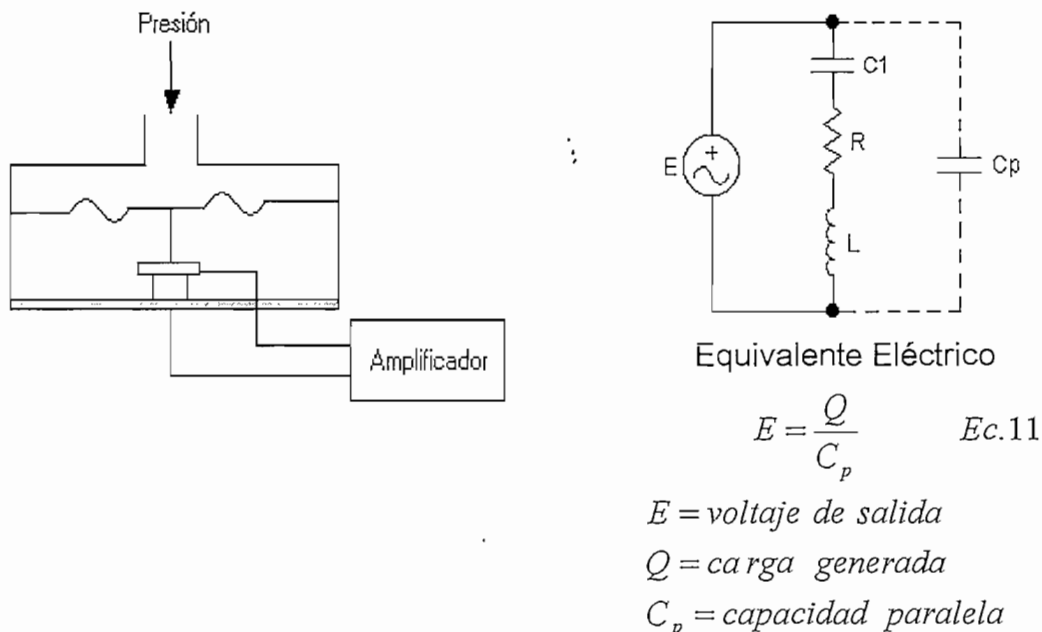 Presión
Amplificador
E
+
C1
R
L
Cp
Equivalente Eléctrico
E = Q / C_p Ec.11
E = voltaje de salida
Q = carga generada
C_p = capacidad paralela